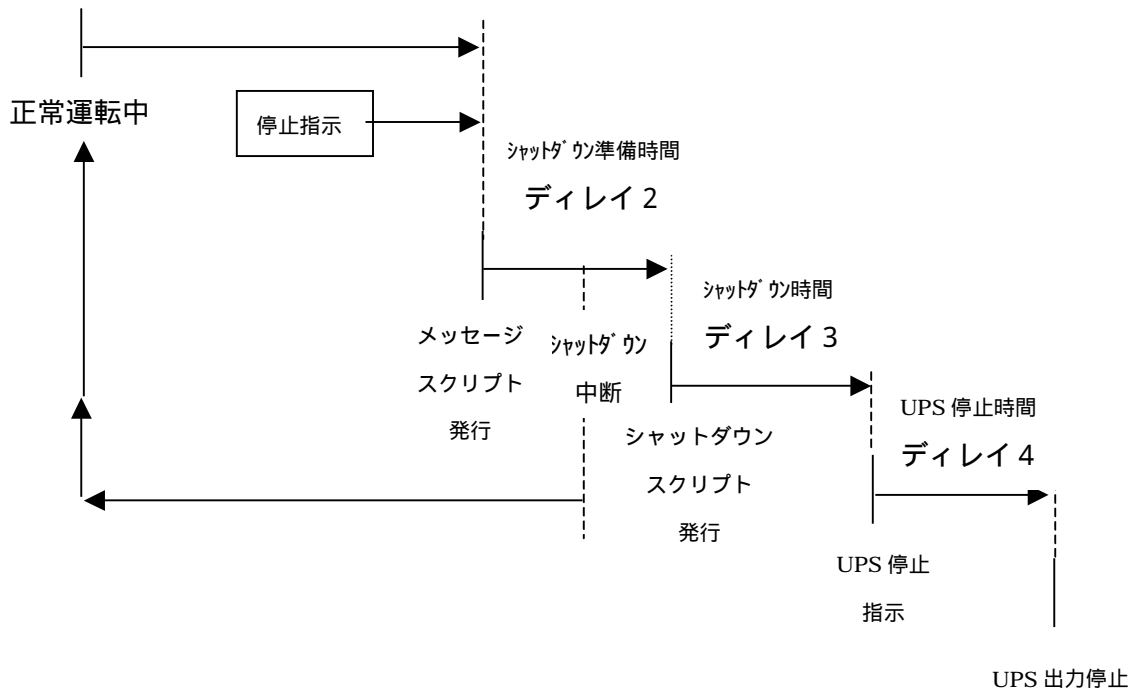 正常運転中
停止指示
ｼｬｯﾄﾀﾞｳﾝ準備時間
ディレイ 2
ｼｬｯﾄﾀﾞｳﾝ時間
ディレイ 3
メッセージ
スクリプト
発行
ｼｬｯﾄﾀﾞｳﾝ
中断
UPS 停止時間
ディレイ 4
シャットダウン
スクリプト
発行
UPS 停止
指示
UPS 出力停止